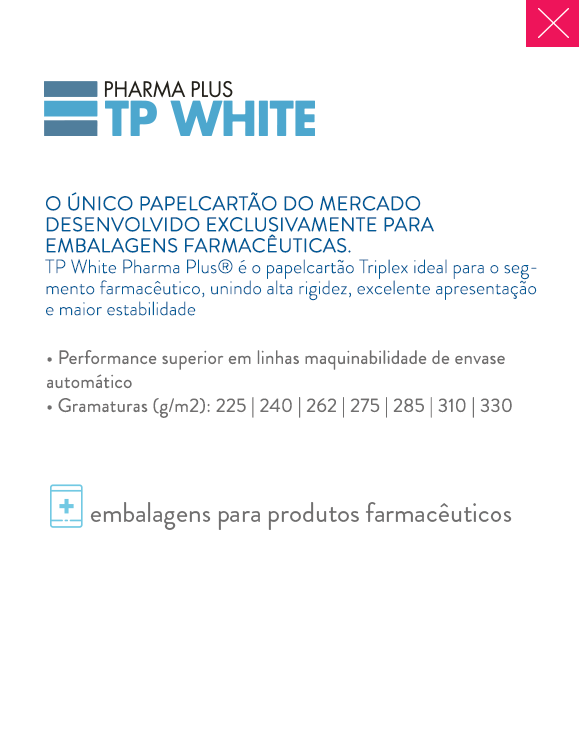 PHARMA PLUS
TP WHITE
O ÚNICO PAPELCARTÃO DO MERCADO
DESENVOLVIDO EXCLUSIVAMENTE PARA
EMBALAGENS FARMACÊUTICAS.
TP White Pharma Plus® é o papelcartão Triplex ideal para o seg-
mento farmacêutico, unindo alta rigidez, excelente apresentação
e maior estabilidade
• Performance superior em linhas maquinabilidade de envase
automático
• Gramaturas (g/m2): 225 | 240 | 262 | 275 | 285 | 310 | 330
embalagens para produtos farmacêuticos